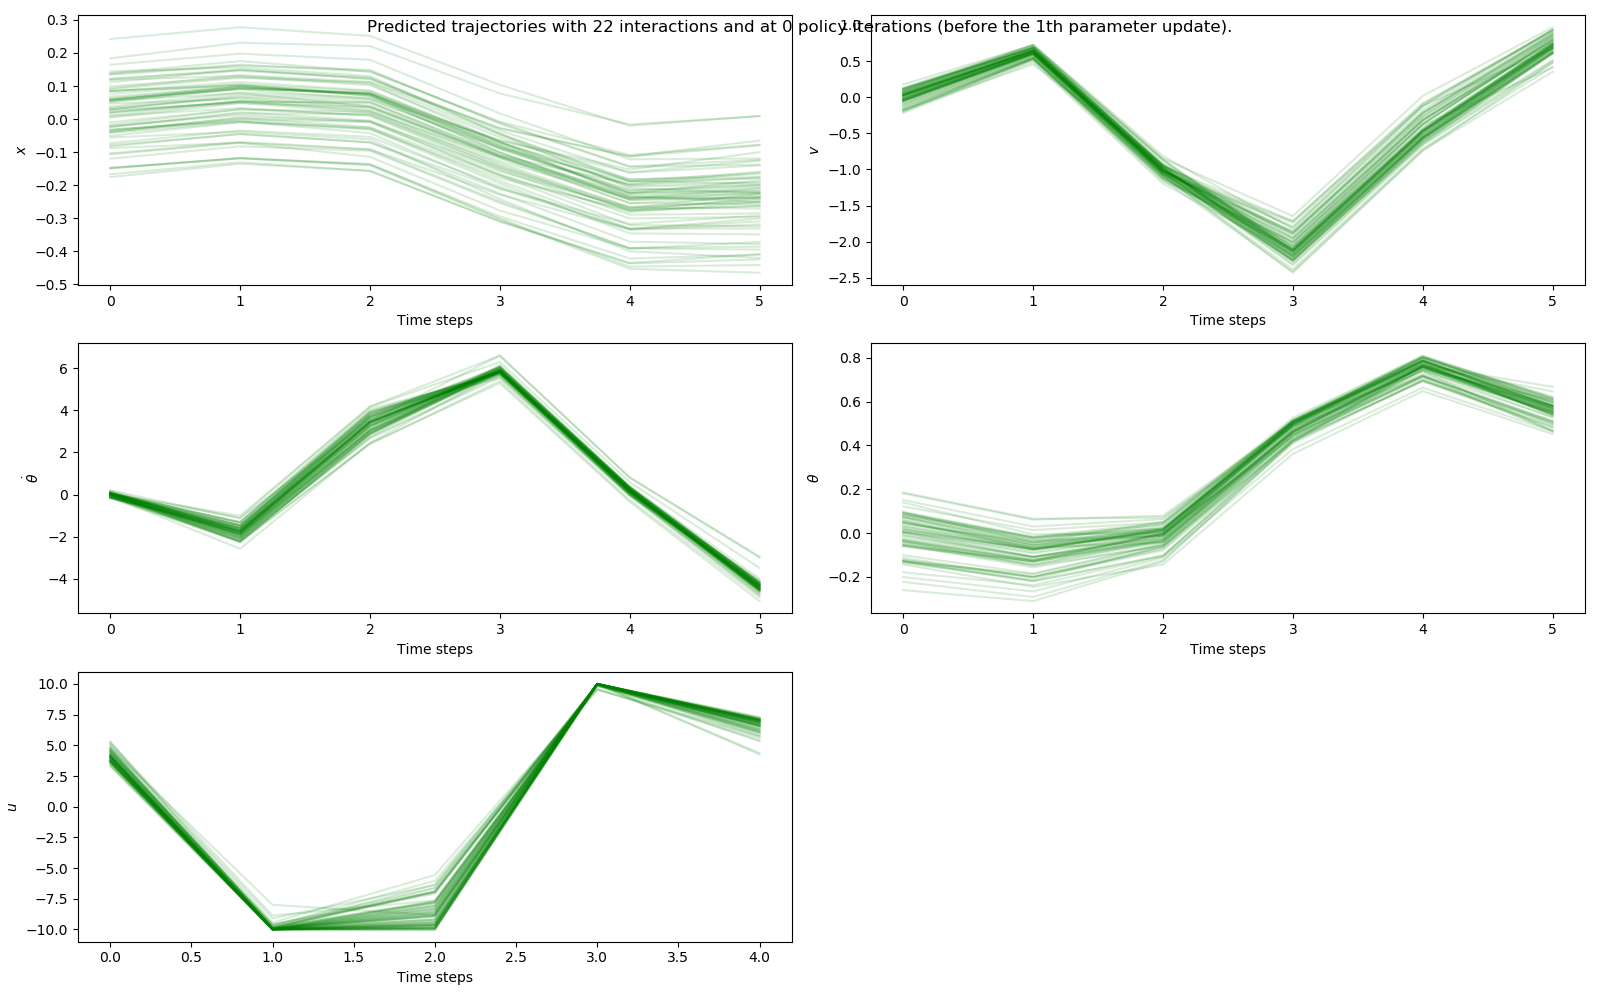 Predicted trajectories with 22 interactions and at 0 policy iterations (before the 1th parameter update).
0.3
0.2
0.1
0.0
−0.1
−0.2
−0.3
−0.4
−0.5
x
0 1 2 3 4 5
Time steps
1.0
0.5
0.0
−0.5
−1.0
−1.5
−2.0
−2.5
v
0 1 2 3 4 5
Time steps
6
4
2
0
−2
−4
θ̇
0 1 2 3 4 5
Time steps
0.8
0.6
0.4
0.2
0.0
−0.2
θ
0 1 2 3 4 5
Time steps
10.0
7.5
5.0
2.5
0.0
−2.5
−5.0
−7.5
−10.0
u
0.0 0.5 1.0 1.5 2.0 2.5 3.0 3.5 4.0
Time steps